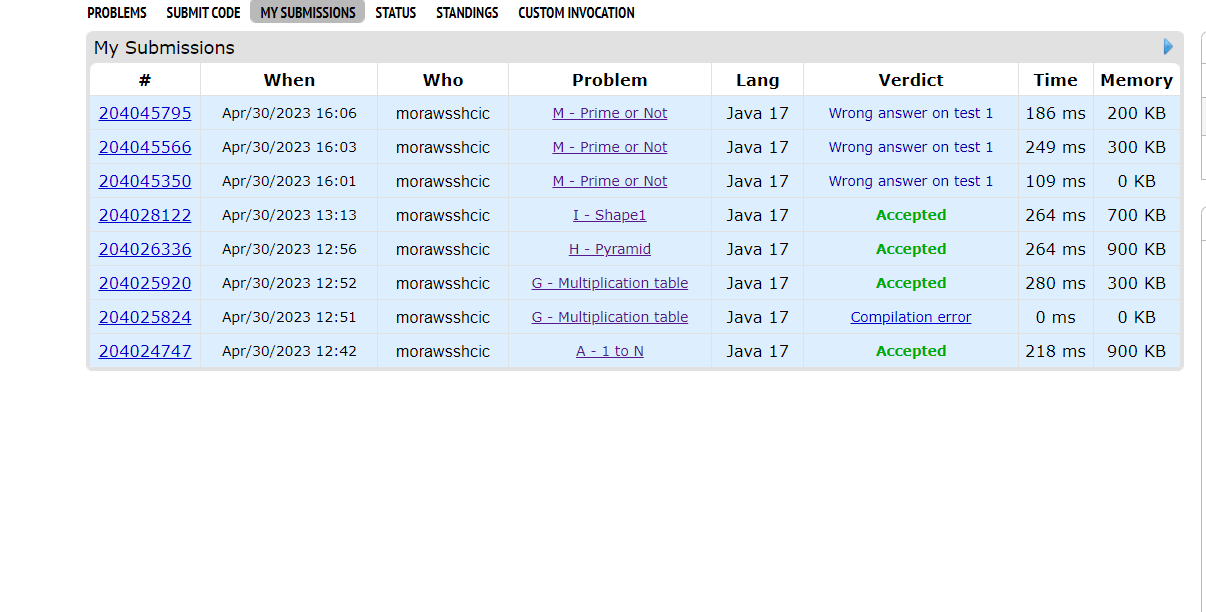 PROBLEMS SUBMIT CODE MY SUBMISSIONS STATUS STANDINGS CUSTOM INVOCATION
My Submissions
# When Who Problem Lang Verdict Time Memory
204045795 Apr/30/2023 16:06 morawsshcic M - Prime or Not Java 17 Wrong answer on test 1 186 ms 200 KB
204045566 Apr/30/2023 16:03 morawsshcic M - Prime or Not Java 17 Wrong answer on test 1 249 ms 300 KB
204045350 Apr/30/2023 16:01 morawsshcic M - Prime or Not Java 17 Wrong answer on test 1 109 ms 0 KB
204028122 Apr/30/2023 13:13 morawsshcic I - Shape1 Java 17 Accepted 264 ms 700 KB
204026336 Apr/30/2023 12:56 morawsshcic H - Pyramid Java 17 Accepted 264 ms 900 KB
204025920 Apr/30/2023 12:52 morawsshcic G - Multiplication table Java 17 Accepted 280 ms 300 KB
204025824 Apr/30/2023 12:51 morawsshcic G - Multiplication table Java 17 Compilation error 0 ms 0 KB
204024747 Apr/30/2023 12:42 morawsshcic A - 1 to N Java 17 Accepted 218 ms 900 KB